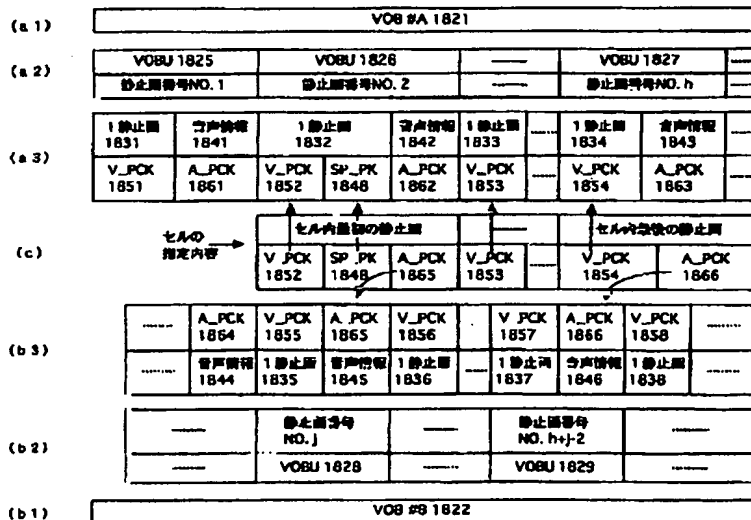 (a1)
VOB #A 1821
(a2)
VOBU 1825
VOBU 1826
VOBU 1827
静止画番号NO. 1
静止画番号NO. 2
静止画番号NO. h
(a3)
1静止画
1831
音声情報
1841
1静止画
1832
音声情報
1842
1静止画
1833
1静止画
1834
音声情報
1843
V_PCK
1851
A_PCK
1861
V_PCK
1852
SP_PK
1848
A_PCK
1862
V_PCK
1853
V_PCK
1854
A_PCK
1863
(c)
セルの
指定内容
セル内最初の静止画
セル内最後の静止画
V_PCK
1852
SP_PK
1848
A_PCK
1865
V_PCK
1853
V_PCK
1854
A_PCK
1866
(b3)
A_PCK
1864
V_PCK
1855
A_PCK
1865
V_PCK
1856
V_PCK
1857
A_PCK
1866
V_PCK
1858
音声情報
1844
1静止画
1835
音声情報
1845
1静止画
1836
1静止画
1837
音声情報
1846
1静止画
1838
(b2)
静止画番号
NO. j
静止画番号
NO. h+j-2
VOBU 1828
VOBU 1829
(b1)
VOB #B 1822